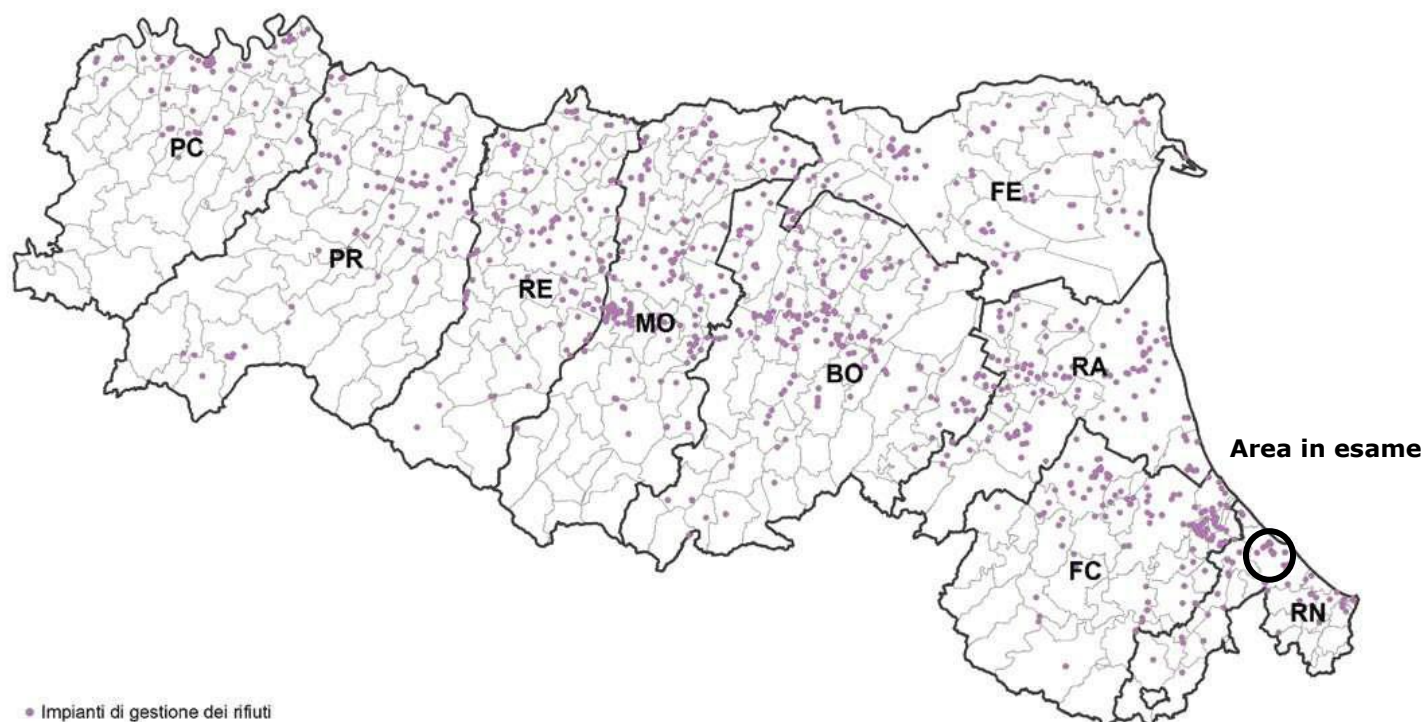 PC
FE
PR
RE
MO
RA
BO
Area in esame
FC
RN
Impianti di gestione dei rifiuti